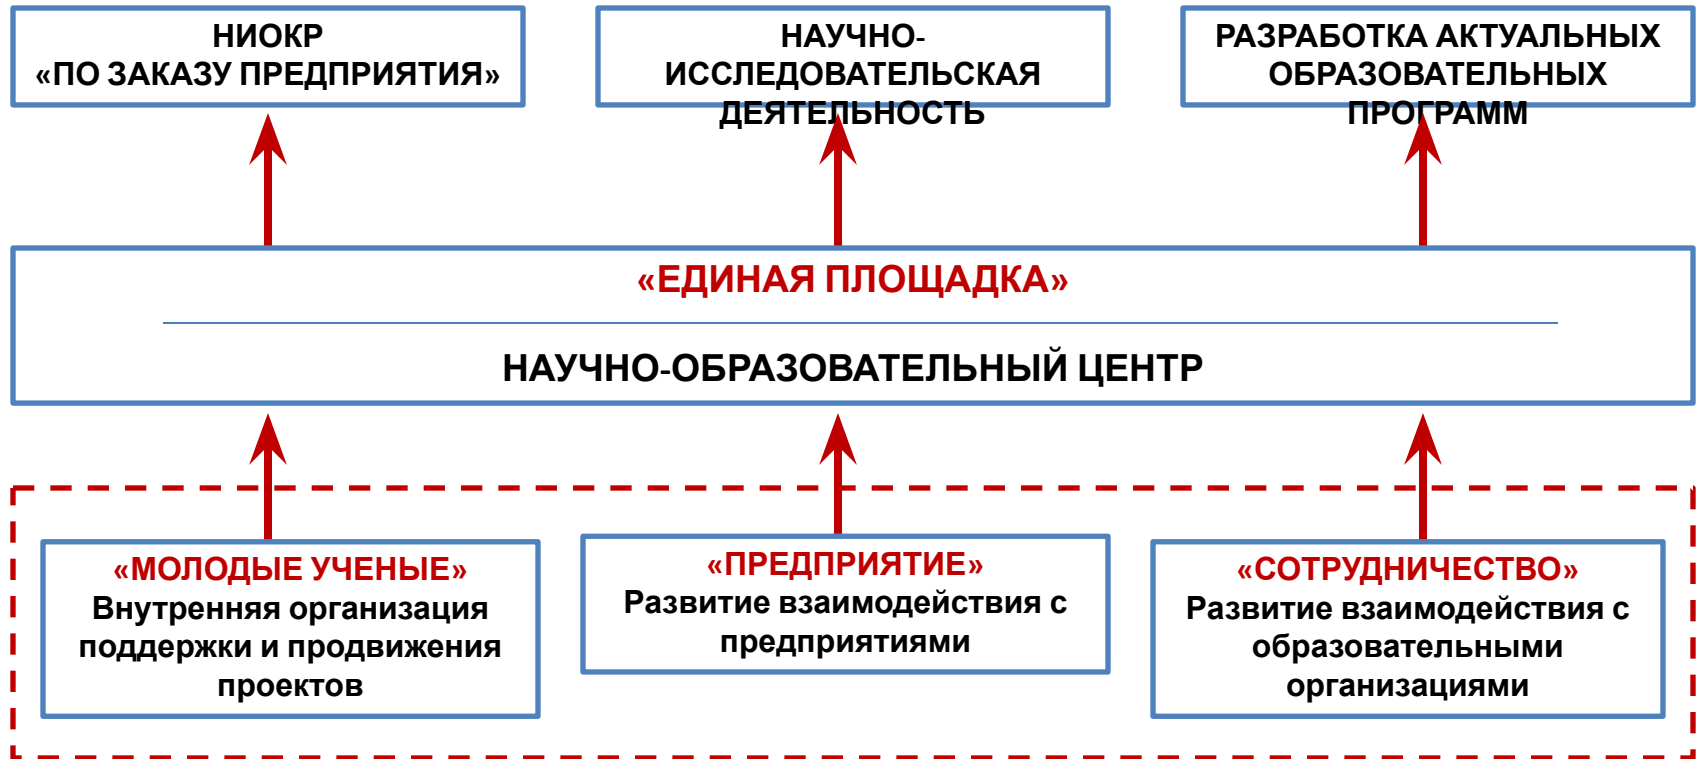 НИОКР
«ПО ЗАКАЗУ ПРЕДПРИЯТИЯ»
НАУЧНО-
ИССЛЕДОВАТЕЛЬСКАЯ
ДЕЯТЕЛЬНОСТЬ
РАЗРАБОТКА АКТУАЛЬНЫХ
ОБРАЗОВАТЕЛЬНЫХ
ПРОГРАММ
«ЕДИНАЯ ПЛОЩАДКА»
НАУЧНО-ОБРАЗОВАТЕЛЬНЫЙ ЦЕНТР
«МОЛОДЫЕ УЧЕНЫЕ»
Внутренняя организация
поддержки и продвижения
проектов
«ПРЕДПРИЯТИЕ»
Развитие взаимодействия с
предприятиями
«СОТРУДНИЧЕСТВО»
Развитие взаимодействия с
образовательными
организациями